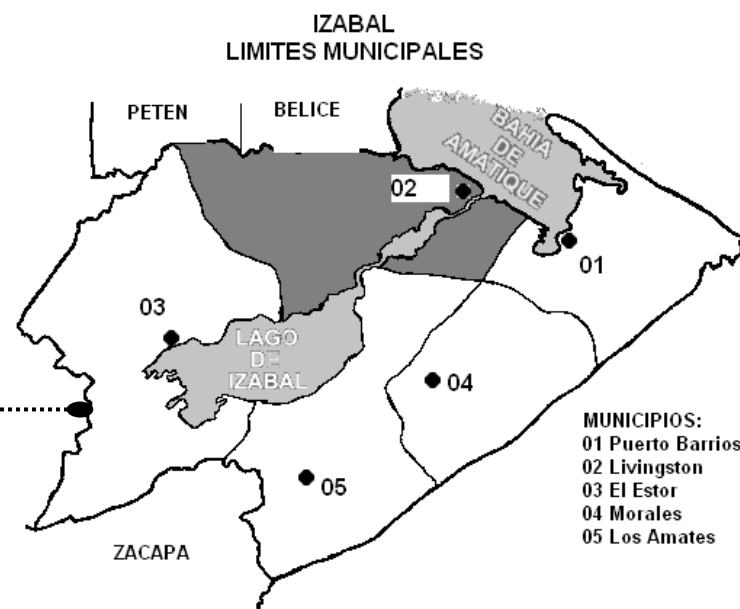 IZABAL
LIMITES MUNICIPALES
PETEN
BELICE
BAHIA
DE
AMATIQUE
02
01
03
LAGO
DE
IZABAL
04
05
ZACAPA
MUNICIPIOS:
01 Puerto Barrios
02 Livingston
03 El Estor
04 Morales
05 Los Amates